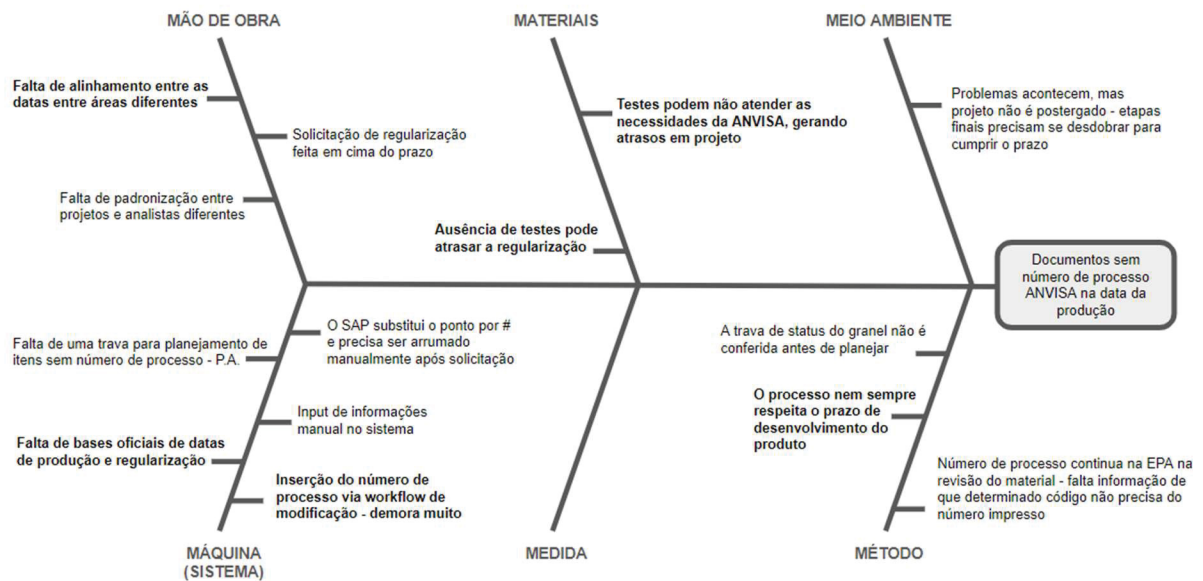 MÃO DE OBRA
MATERIAIS
MEIO AMBIENTE
Falta de alinhamento entre as
datas entre áreas diferentes
Solicitação de regularização
feita em cima do prazo
Falta de padronização entre
projetos e analistas diferentes
Testes podem não atender as
necessidades da ANVISA, gerando
atrasos em projeto
Ausência de testes pode
atrasar a regularização
Problemas acontecem, mas
projeto não é postergado - etapas
finais precisam se desdobrar para
cumprir o prazo
Documentos sem
número de processo
ANVISA na data da
produção
O SAP substitui o ponto por #
e precisa ser arrumado
manualmente após solicitação
Falta de uma trava para planejamento de
itens sem número de processo - P.A.
Input de informações
manual no sistema
Falta de bases oficiais de datas
de produção e regularização
Inserção do número de
processo via workflow de
modificação - demora muito
A trava de status do granel não é
conferida antes de planejar
O processo nem sempre
respeita o prazo de
desenvolvimento do
produto
Número de processo continua na EPA na
revisão do material - falta informação de
que determinado código não precisa do
número impresso
MÁQUINA
(SISTEMA)
MEDIDA
MÉTODO